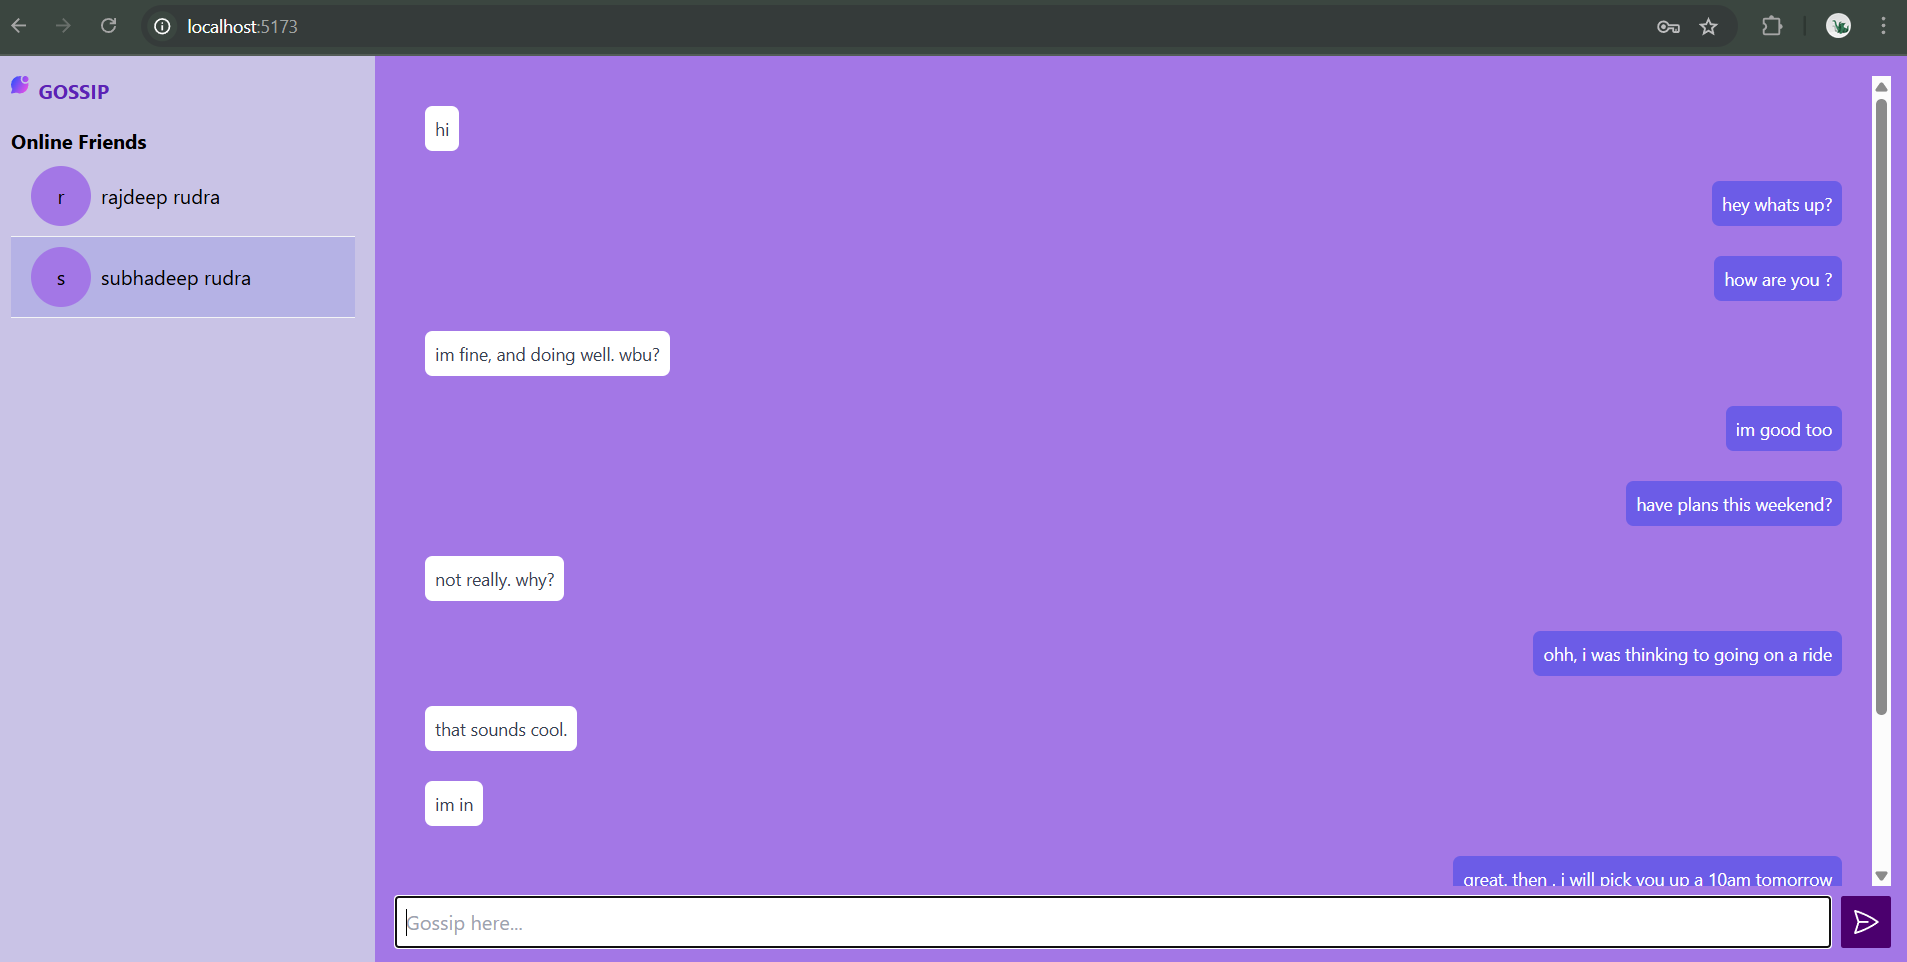 localhost:5173
GOSSIP
Online Friends
r
rajdeep rudra
s
subhadeep rudra
hi
hey whats up?
how are you ?
im fine, and doing well. wbu?
im good too
have plans this weekend?
not really. why?
ohh, i was thinking to going on a ride
that sounds cool.
im in
great. then . i will pick you up a 10am tomorrow
Gossip here...